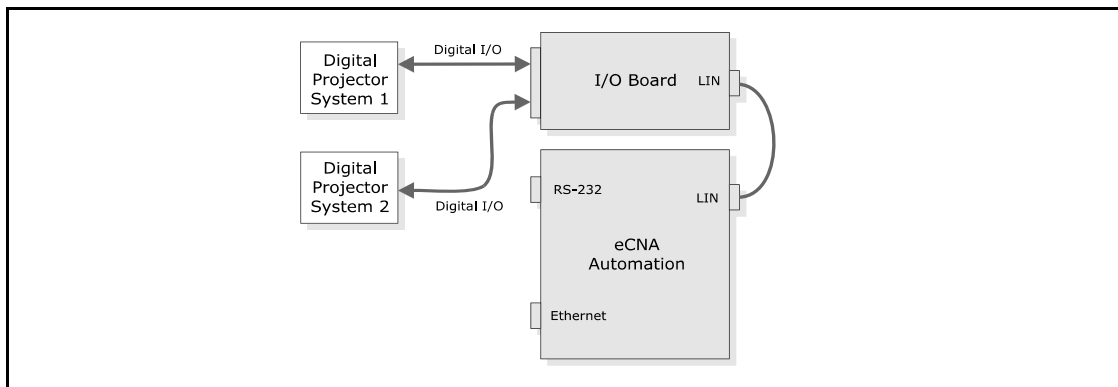 Digital
Projector
System 1
Digital I/O
I/O Board
LIN
Digital
Projector
System 2
Digital I/O
RS-232
LIN
eCNA
Automation
Ethernet